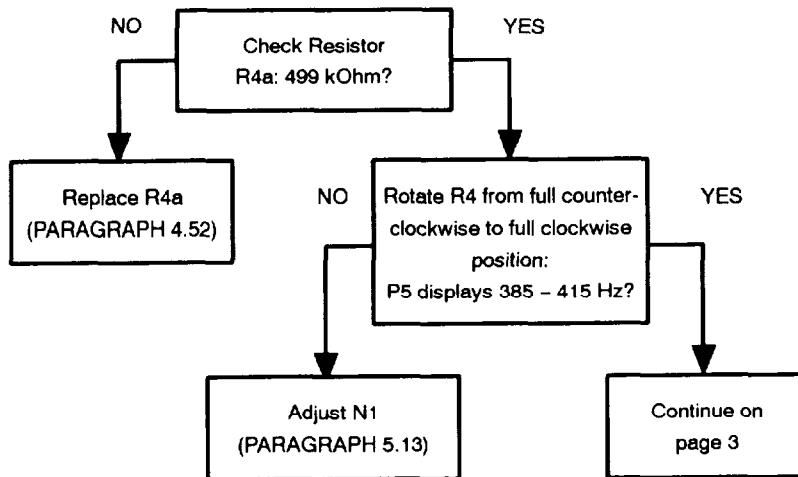 NO
YES
Check Resistor
R4a: 499 kOhm?
Replace R4a
(PARAGRAPH 4.52)
NO
YES
Rotate R4 from full counter-
clockwise to full clockwise
position:
P5 displays 385 – 415 Hz?
Adjust N1
(PARAGRAPH 5.13)
Continue on
page 3